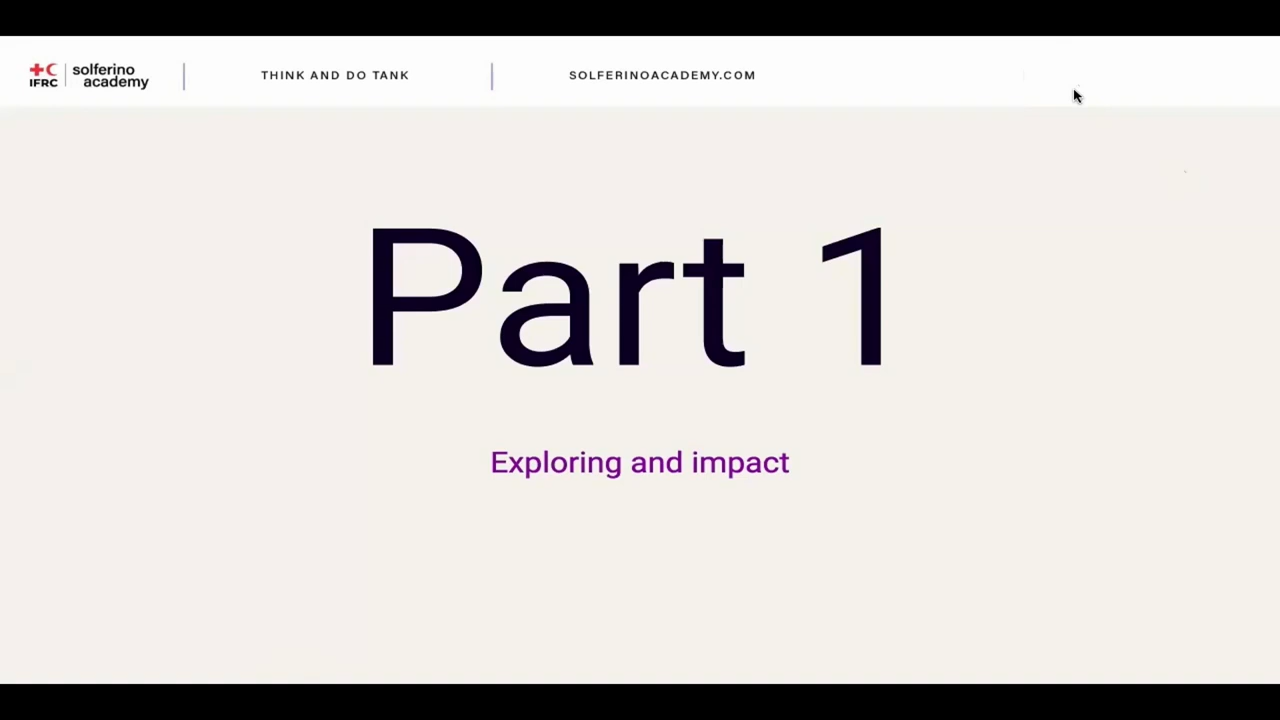 IFRC
solferino
academy
THINK AND DO TANK
SOLFERINOACADEMY.COM
Part 1
Exploring and impact